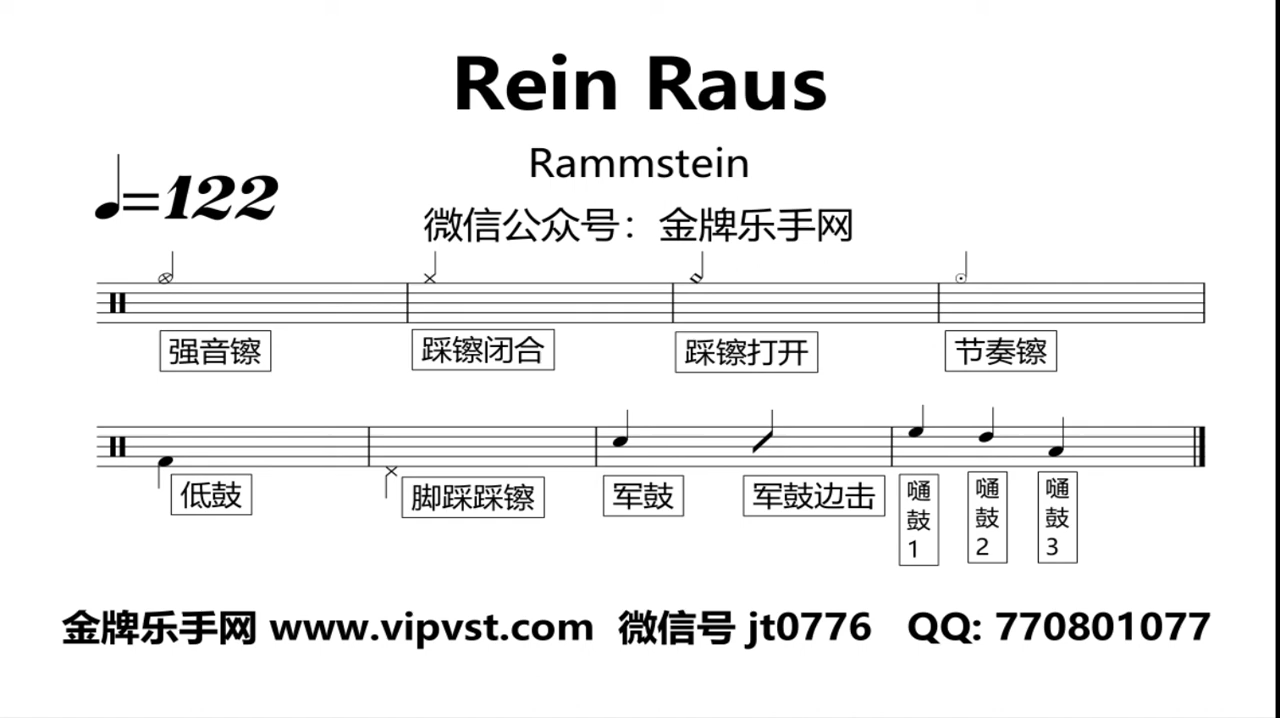 Rein Raus
Rammstein
♩=122
微信公众号：金牌乐手网
强音镲 踩镲闭合 踩镲打开 节奏镲
低鼓 脚踩踩镲 军鼓 军鼓边击 嗵鼓1 嗵鼓2 嗵鼓3
金牌乐手网 www.vipvst.com 微信号 jt0776 QQ: 770801077